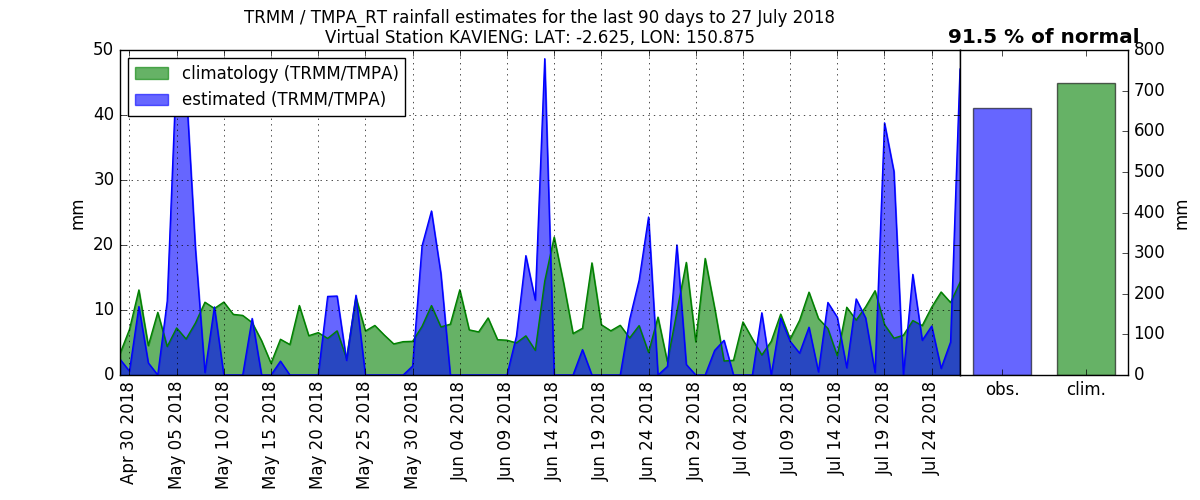 TRMM / TMPA_RT rainfall estimates for the last 90 days to 27 July 2018
Virtual Station KAVIENG: LAT: -2.625, LON: 150.875
91.5 % of normal
climatology (TRMM/TMPA)
estimated (TRMM/TMPA)
50
40
30
20
10
0
mm
800
700
600
500
400
300
200
100
0
mm
Apr 30 2018
May 05 2018
May 10 2018
May 15 2018
May 20 2018
May 25 2018
May 30 2018
Jun 04 2018
Jun 09 2018
Jun 14 2018
Jun 19 2018
Jun 24 2018
Jun 29 2018
Jul 04 2018
Jul 09 2018
Jul 14 2018
Jul 19 2018
Jul 24 2018
obs.
clim.